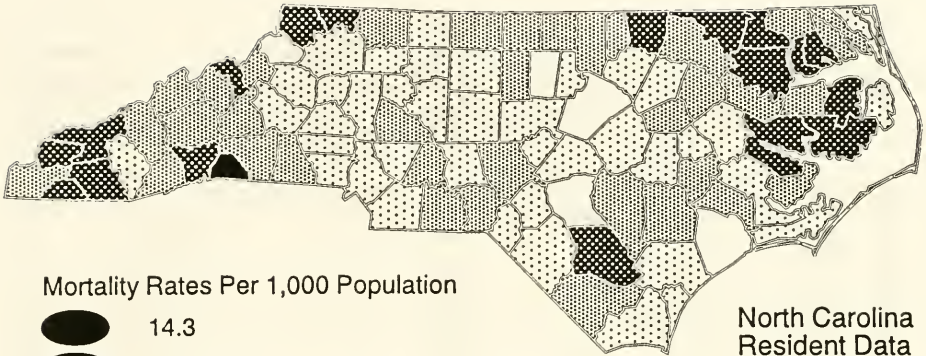 Mortality Rates Per 1,000 Population
14.3
North Carolina
Resident Data